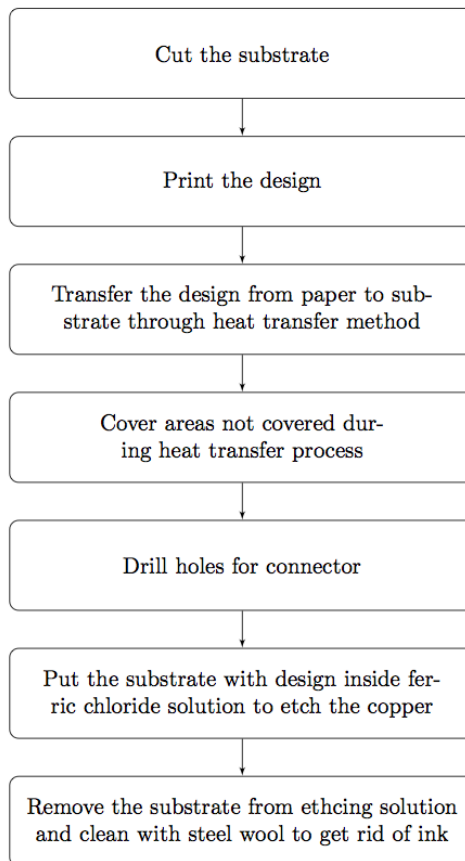 Cut the substrate
Print the design
Transfer the design from paper to sub-
strate through heat transfer method
Cover areas not covered dur-
ing heat transfer process
Drill holes for connector
Put the substrate with design inside fer-
ric chloride solution to etch the copper
Remove the substrate from ethcing solution
and clean with steel wool to get rid of ink